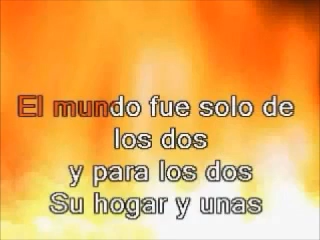 El mundo fue solo de
los dos
y para los dos
Su hogar y unas